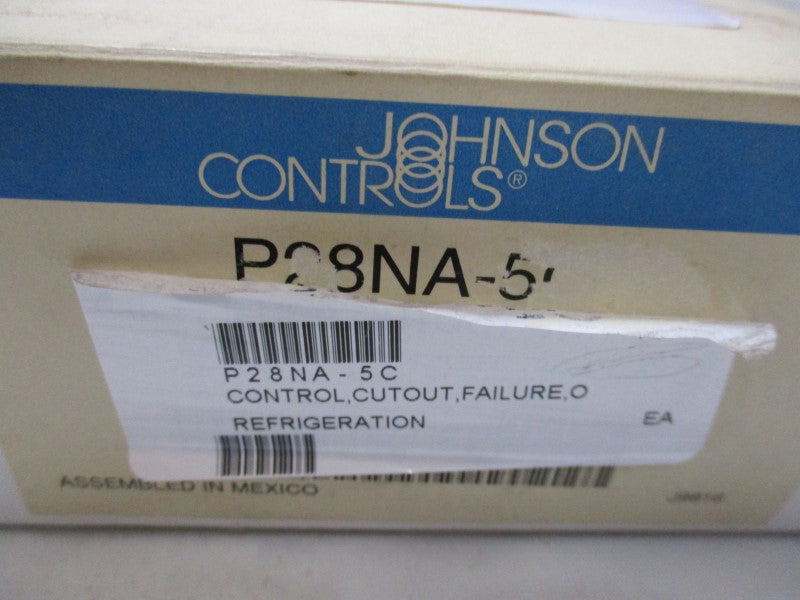 JOHNSON
CONTROLS®
P28NA-5
P28NA-5C
CONTROL,CUTOUT,FAILURE,O
REFRIGERATION EA
ASSEMBLED IN MEXICO